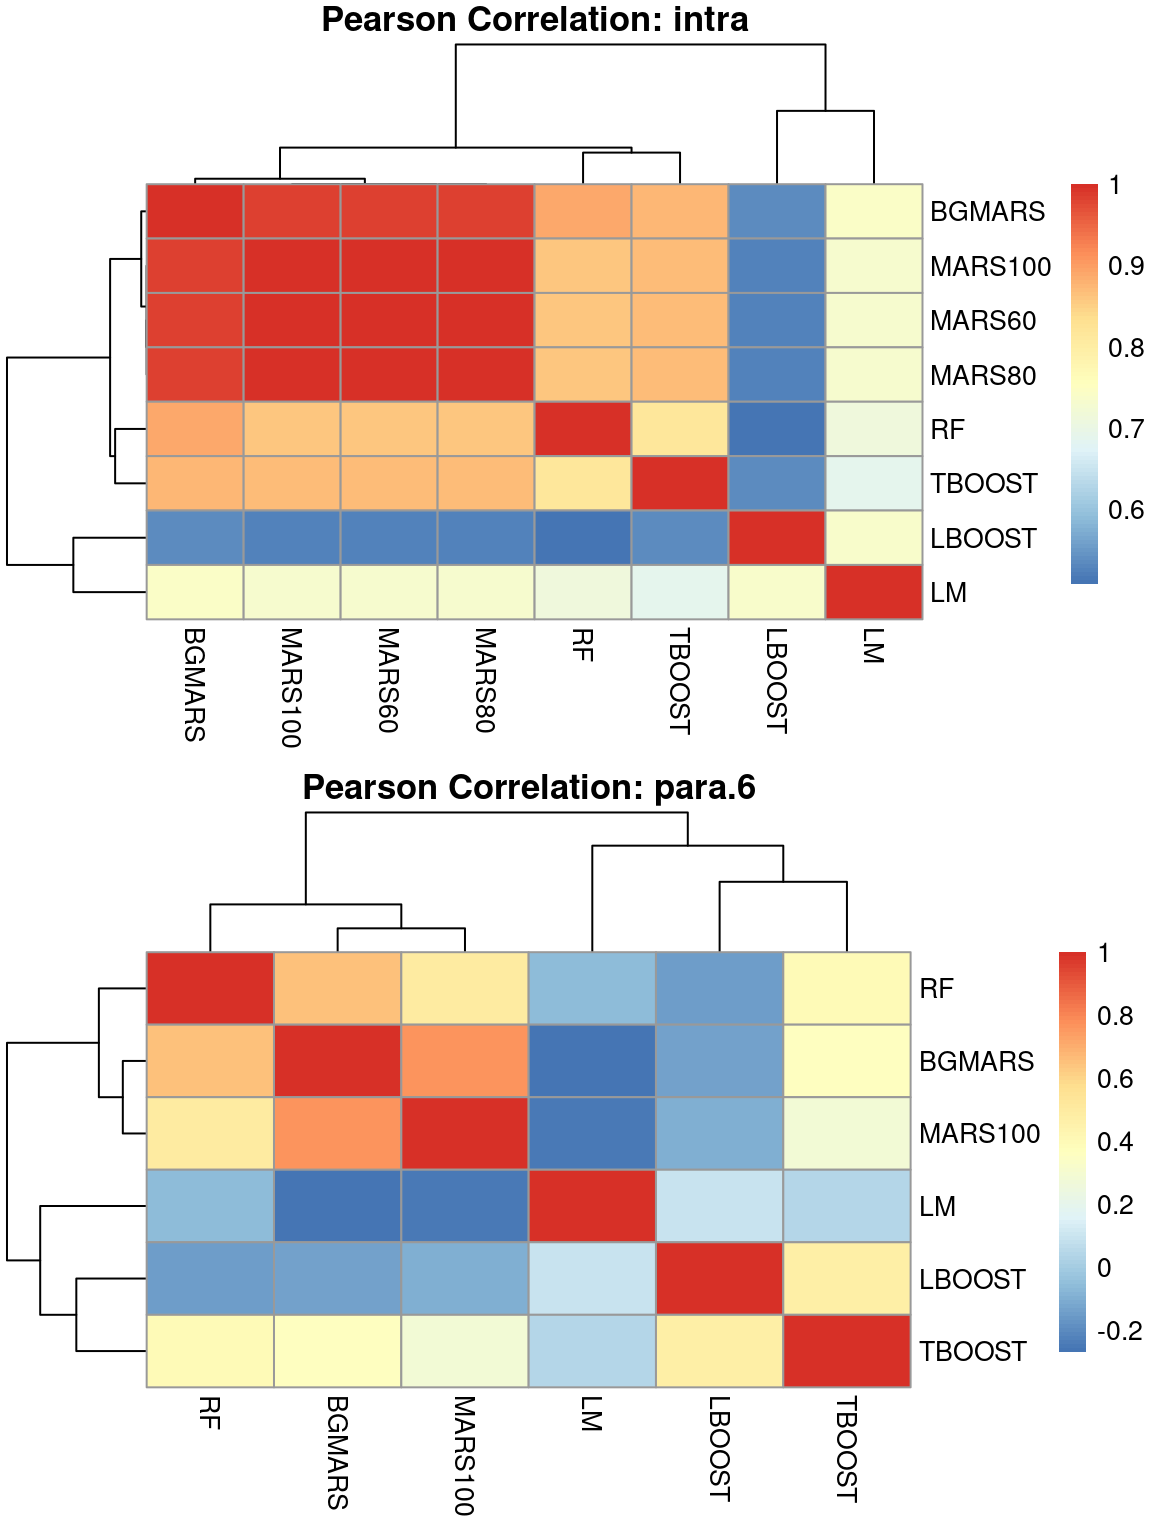 Pearson Correlation: intra
1
0.9
0.8
0.7
0.6
BGMARS
MARS100
MARS60
MARS80
RF
TBOOST
LBOOST
LM
BGMARS
MARS100
MARS60
MARS80
RF
TBOOST
LBOOST
LM
Pearson Correlation: para.6
1
0.8
0.6
0.4
0.2
0
-0.2
RF
BGMARS
MARS100
LM
LBOOST
TBOOST
RF
BGMARS
MARS100
LM
LBOOST
TBOOST